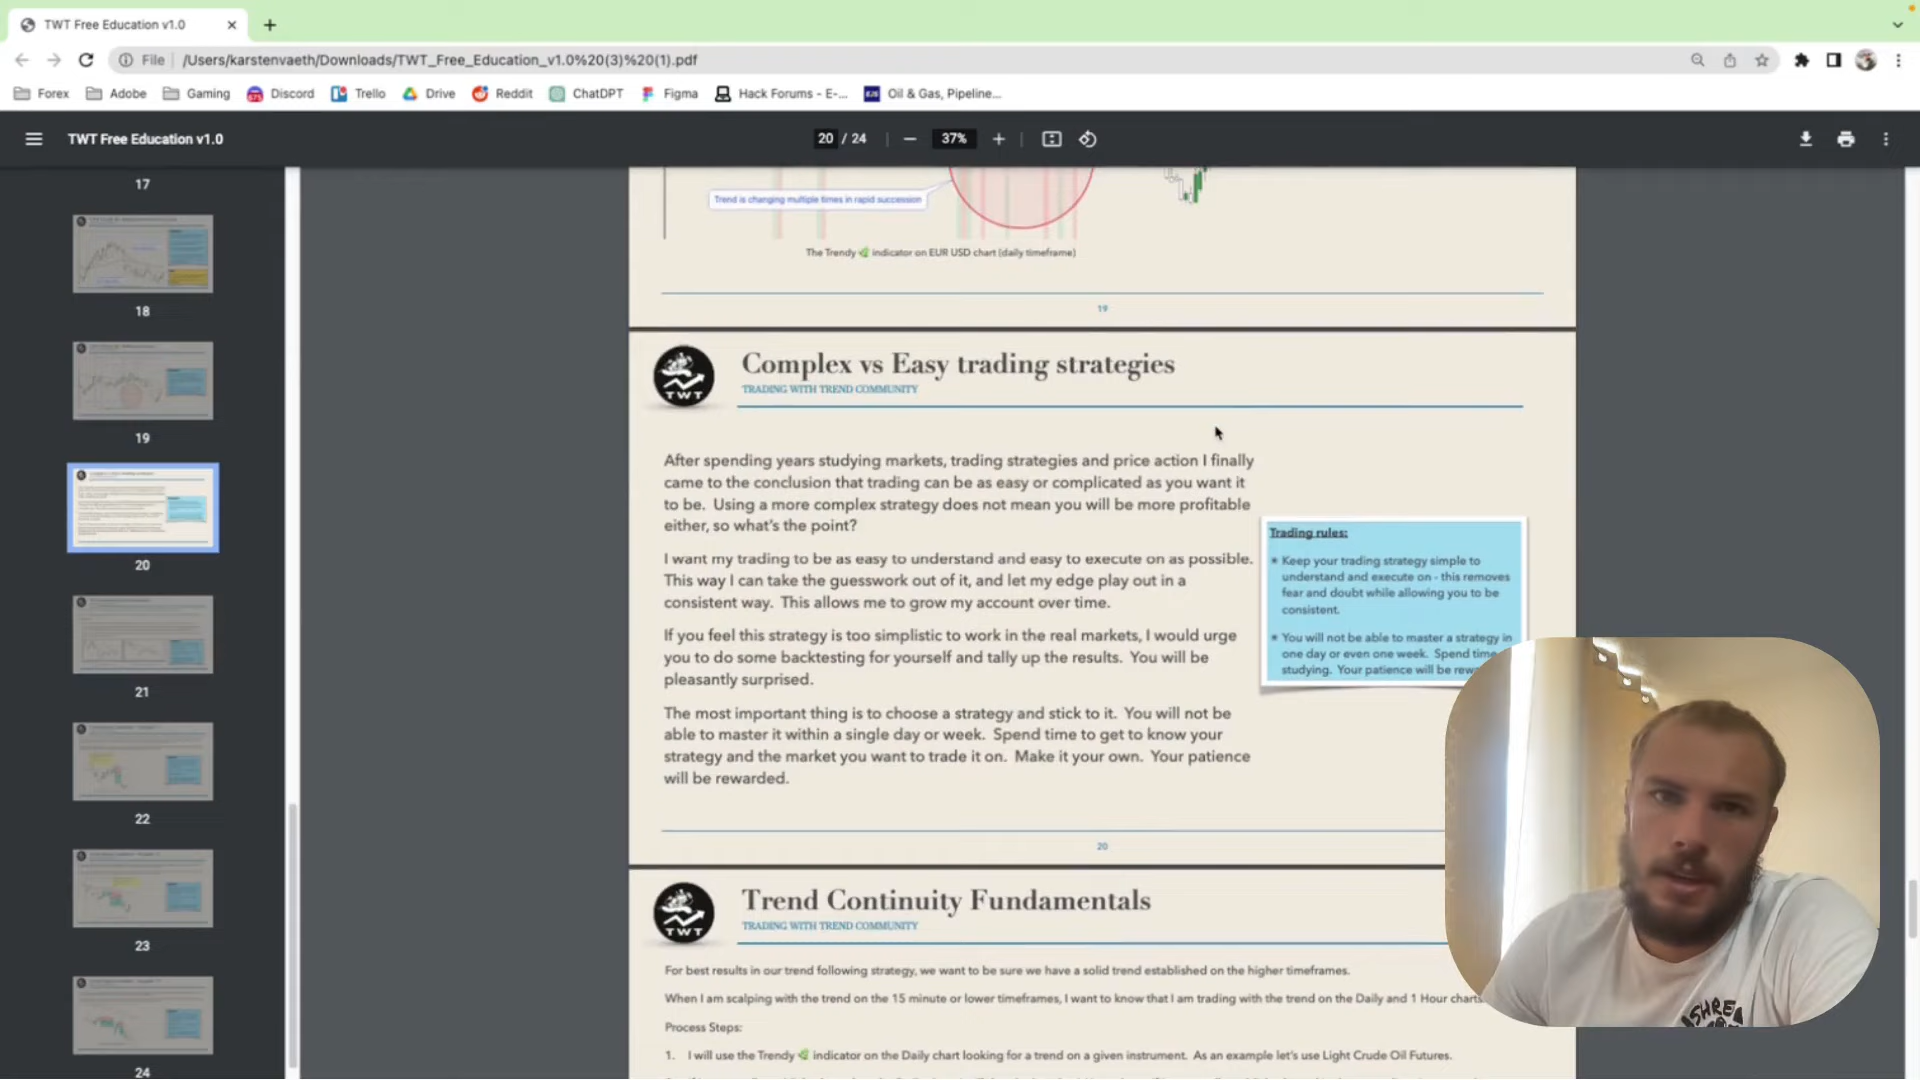 TWT Free Education v1.0
File /Users/karstenvaeth/Downloads/TWT_Free_Education_v1.0%20(3)%20(1).pdf
Forex Adobe Gaming Discord Trello Drive Reddit ChatDPT Figma Hack Forums - E-... Oil & Gas, Pipeline...
TWT Free Education v1.0 20 / 24 37%
17
18
19
20
21
22
23
24
Trend is changing multiple times in rapid succession
The Trendy indicator on EUR USD chart (daily timeframe)
19
TWT
Complex vs Easy trading strategies
TRADING WITH TREND COMMUNITY
After spending years studying markets, trading strategies and price action I finally
came to the conclusion that trading can be as easy or complicated as you want it
to be. Using a more complex strategy does not mean you will be more profitable
either, so what's the point?
I want my trading to be as easy to understand and easy to execute on as possible.
This way I can take the guesswork out of it, and let my edge play out in a
consistent way. This allows me to grow my account over time.
If you feel this strategy is too simplistic to work in the real markets, I would urge
you to do some backtesting for yourself and tally up the results. You will be
pleasantly surprised.
The most important thing is to choose a strategy and stick to it. You will not be
able to master it within a single day or week. Spend time to get to know your
strategy and the market you want to trade it on. Make it your own. Your patience
will be rewarded.
Trading rules:
* Keep your trading strategy simple to
understand and execute on - this removes
fear and doubt while allowing you to be
consistent.
* You will not be able to master a strategy in
one day or even one week. Spend time
studying. Your patience will be
20
TWT
Trend Continuity Fundamentals
TRADING WITH TREND COMMUNITY
For best results in our trend following strategy, we want to be sure we have a solid trend established on the higher timeframes.
When I am scalping with the trend on the 15 minute or lower timeframes, I want to know that I am trading with the trend on the Daily and 1 Hour charts
Process Steps:
1. I will use the Trendy indicator on the Daily chart looking for a trend on a given instrument. As an example let's use Light Crude Oil Futures.